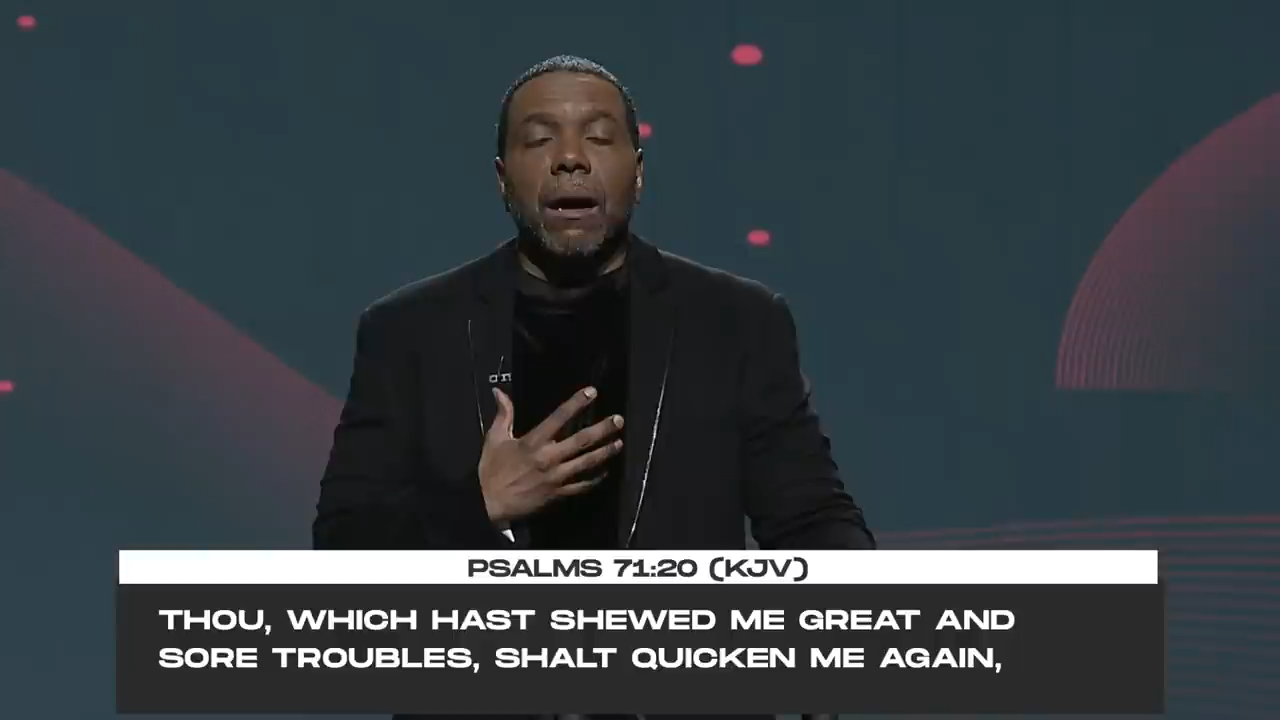 PSALMS 71:20 (KJV)
THOU, WHICH HAST SHEWED ME GREAT AND
SORE TROUBLES, SHALT QUICKEN ME AGAIN,